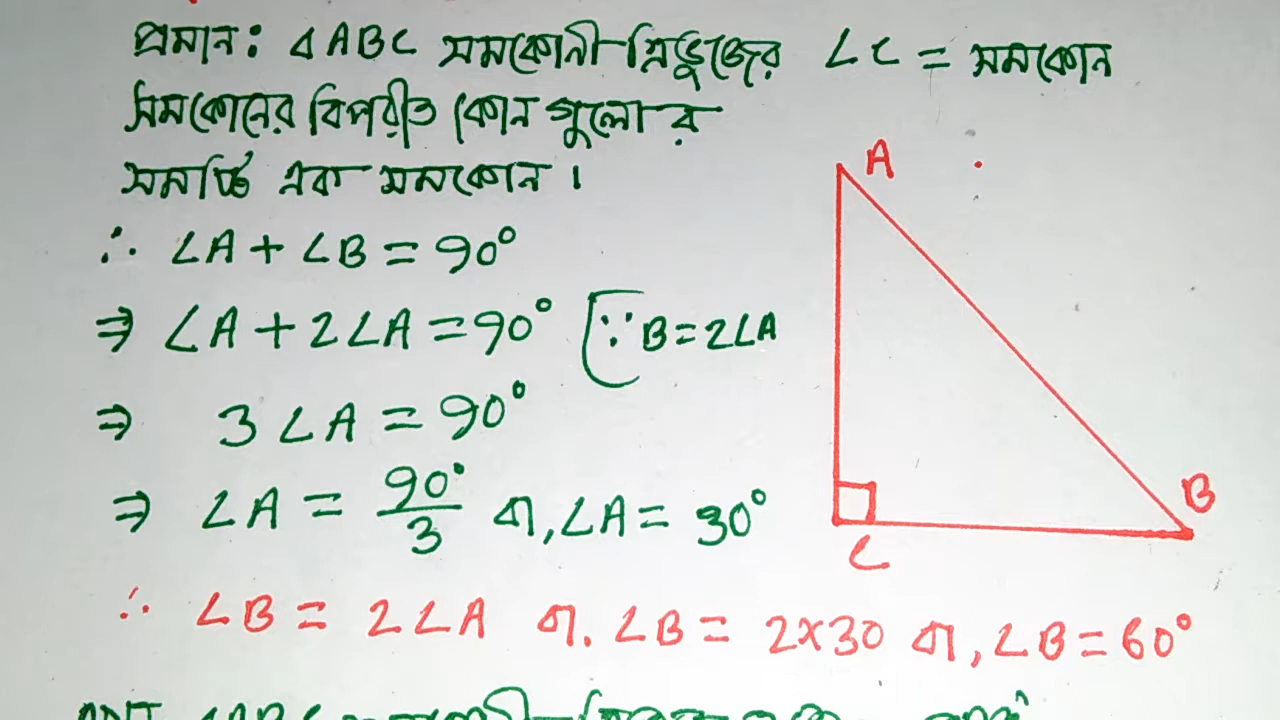 প্রমান: ΔABC সমকোনী ত্রিভুজের ∠C = সমকোন
সমকোনের বিপরীত কোন গুলো র
সমষ্টি এক সমকোন।
∴ ∠A + ∠B = 90°
⇒ ∠A + 2∠A = 90° [∵ B = 2∠A
⇒ 3∠A = 90°
⇒ ∠A = 90°/3 বা, ∠A = 30°
∴ ∠B = 2∠A বা. ∠B = 2×30 বা, ∠B = 60°
A
B
C